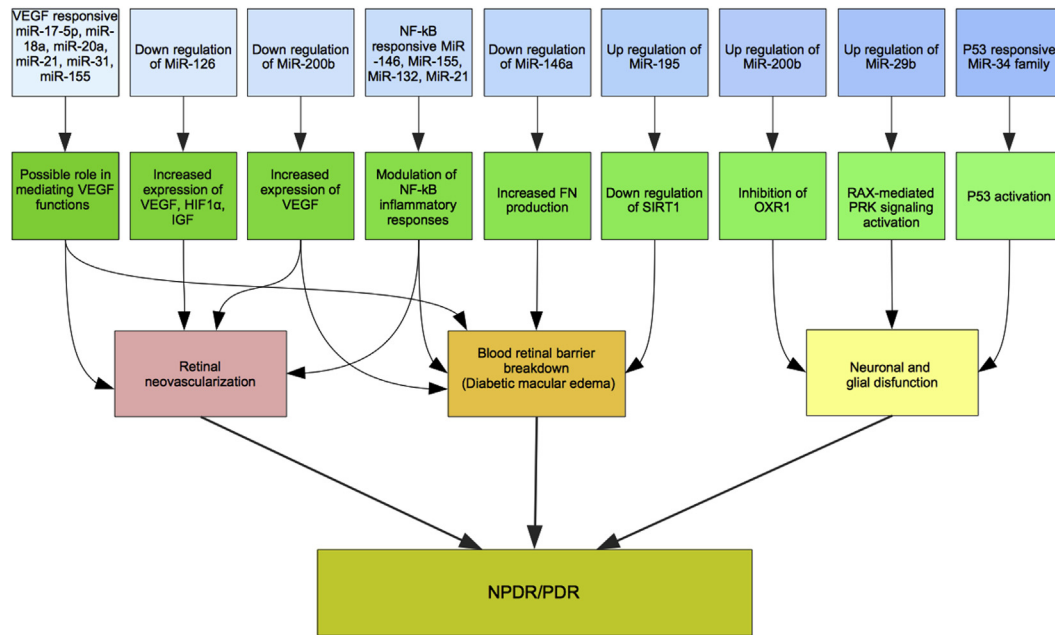 VEGF responsive
miR-17-5p, miR-
18a, miR-20a,
miR-21, miR-31,
miR-155
Down regulation
of MiR-126
Down regulation
of MiR-200b
NF-kB
responsive MiR
-146, MiR-155,
MiR-132, MiR-21
Down regulation
of MiR-146a
Up regulation
of MiR-195
Up regulation
of MiR-200b
Up regulation
of MiR-29b
P53 responsive
MiR-34 family
Possible role in
mediating VEGF
functions
Increased
expression of
VEGF, HIF1α,
IGF
Increased
expression of
VEGF
Modulation of
NF-kB
inflammatory
responses
Increased FN
production
Down regulation
of SIRT1
Inhibition of
OXR1
RAX-mediated
PRK signaling
activation
P53 activation
Retinal
neovascularization
Blood retinal barrier
breakdown
(Diabetic macular edema)
Neuronal and
glial disfunction
NPDR/PDR